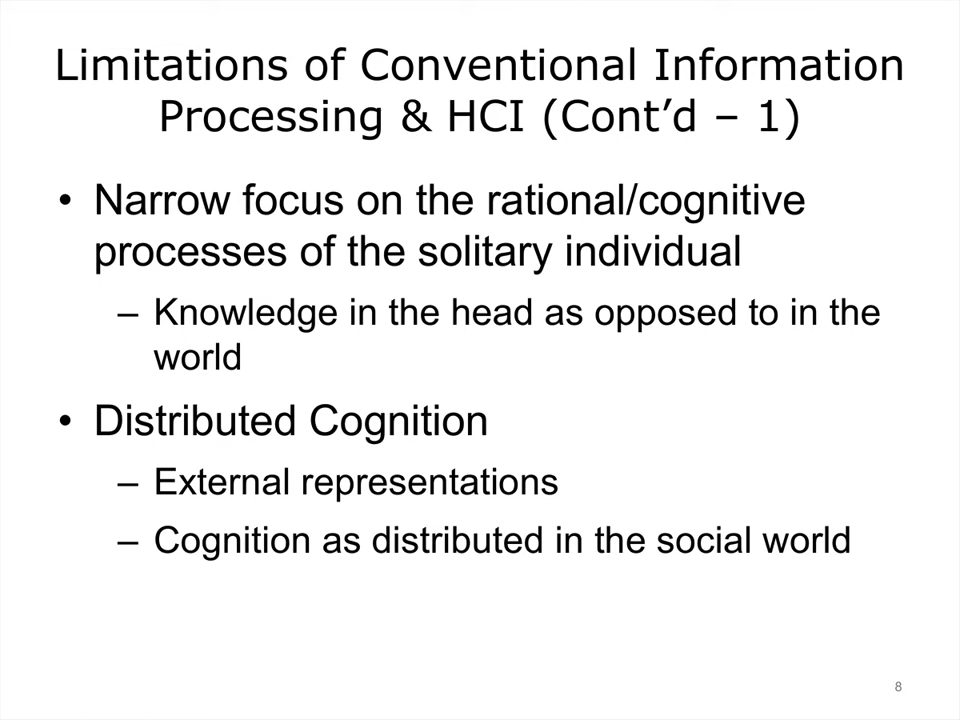 Limitations of Conventional Information
Processing & HCI (Cont’d – 1)
• Narrow focus on the rational/cognitive
processes of the solitary individual
– Knowledge in the head as opposed to in the
world
• Distributed Cognition
– External representations
– Cognition as distributed in the social world
8